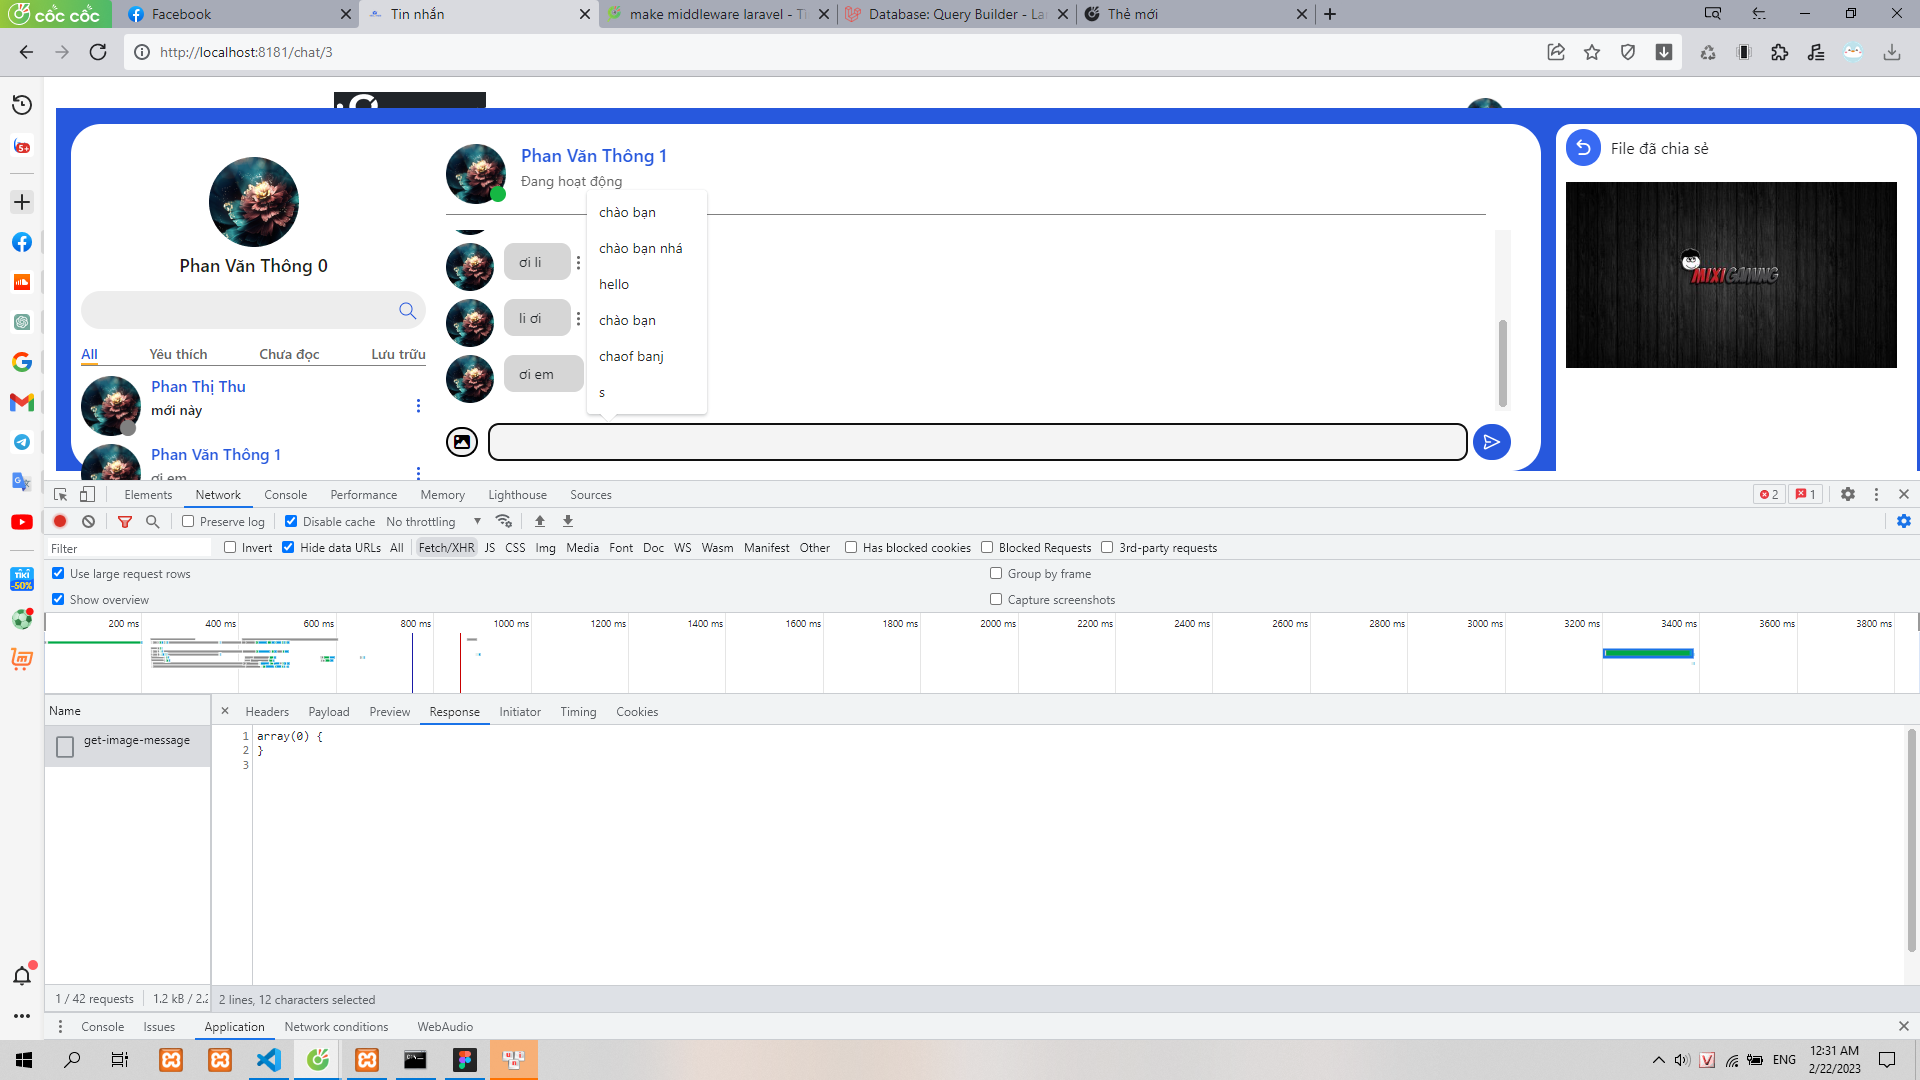 cốc cốc
Facebook
Tin nhắn
make middleware laravel - Ti
Database: Query Builder - La
Thẻ mới
http://localhost:8181/chat/3
Phan Văn Thông 0
All Yêu thích Chưa đọc Lưu trữu
Phan Thị Thu
mới này
Phan Văn Thông 1
ơi em
Phan Văn Thông 1
Đang hoạt động
ơi li
li ơi
ơi em
chào bạn
chào bạn nhá
hello
chào bạn
chaof banj
s
File đã chia sẻ
MIXIGAMING
5+
TIKI
-50%
Elements Network Console Performance Memory Lighthouse Sources
2 1
Preserve log Disable cache No throttling
Filter Invert Hide data URLs All Fetch/XHR JS CSS Img Media Font Doc WS Wasm Manifest Other Has blocked cookies Blocked Requests 3rd-party requests
Use large request rows Group by frame
Show overview Capture screenshots
200 ms 400 ms 600 ms 800 ms 1000 ms 1200 ms 1400 ms 1600 ms 1800 ms 2000 ms 2200 ms 2400 ms 2600 ms 2800 ms 3000 ms 3200 ms 3400 ms 3600 ms 3800 ms
Name
Headers Payload Preview Response Initiator Timing Cookies
get-image-message
1 array(0) {
2 }
3
1 / 42 requests 1.2 kB / 2.2
2 lines, 12 characters selected
Console Issues Application Network conditions WebAudio
ENG
12:31 AM
2/22/2023